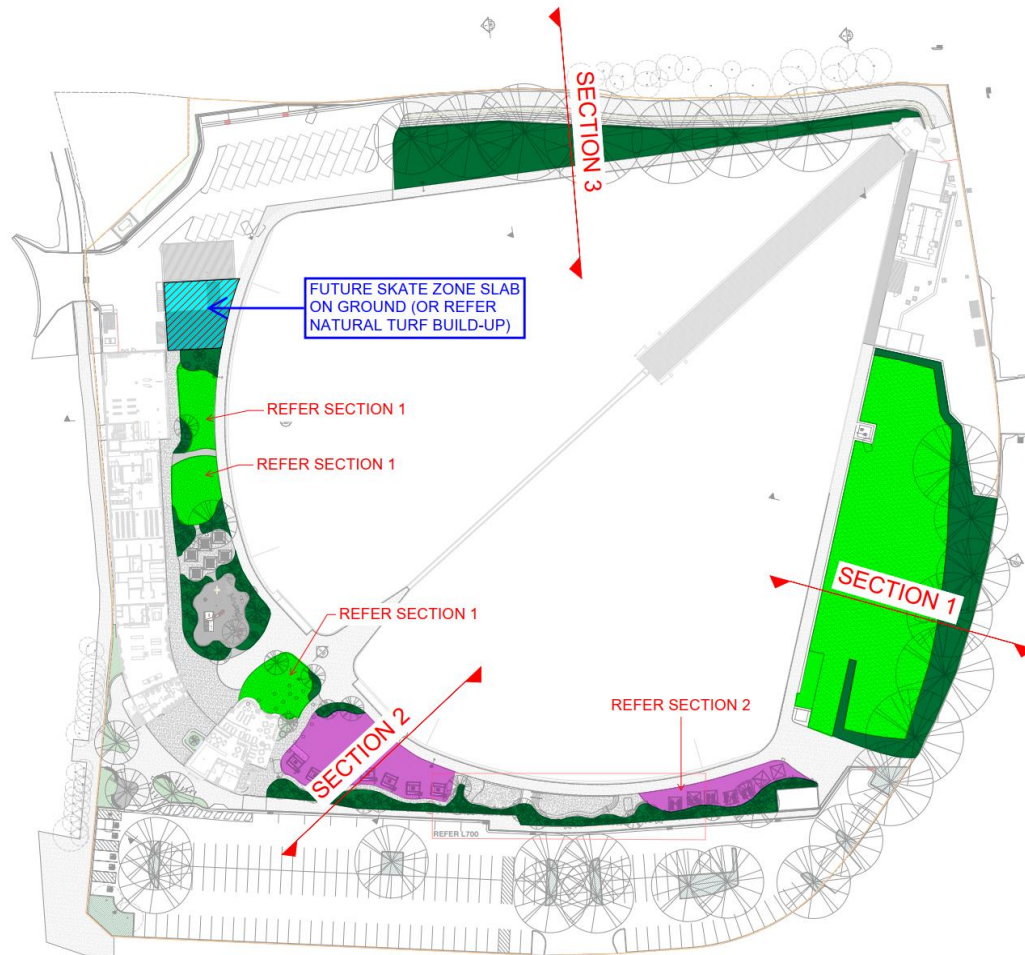 SECTION 3
FUTURE SKATE ZONE SLAB
ON GROUND (OR REFER
NATURAL TURF BUILD-UP)
REFER SECTION 1
REFER SECTION 1
SECTION 1
REFER SECTION 1
REFER SECTION 2
SECTION 2
REFER L700